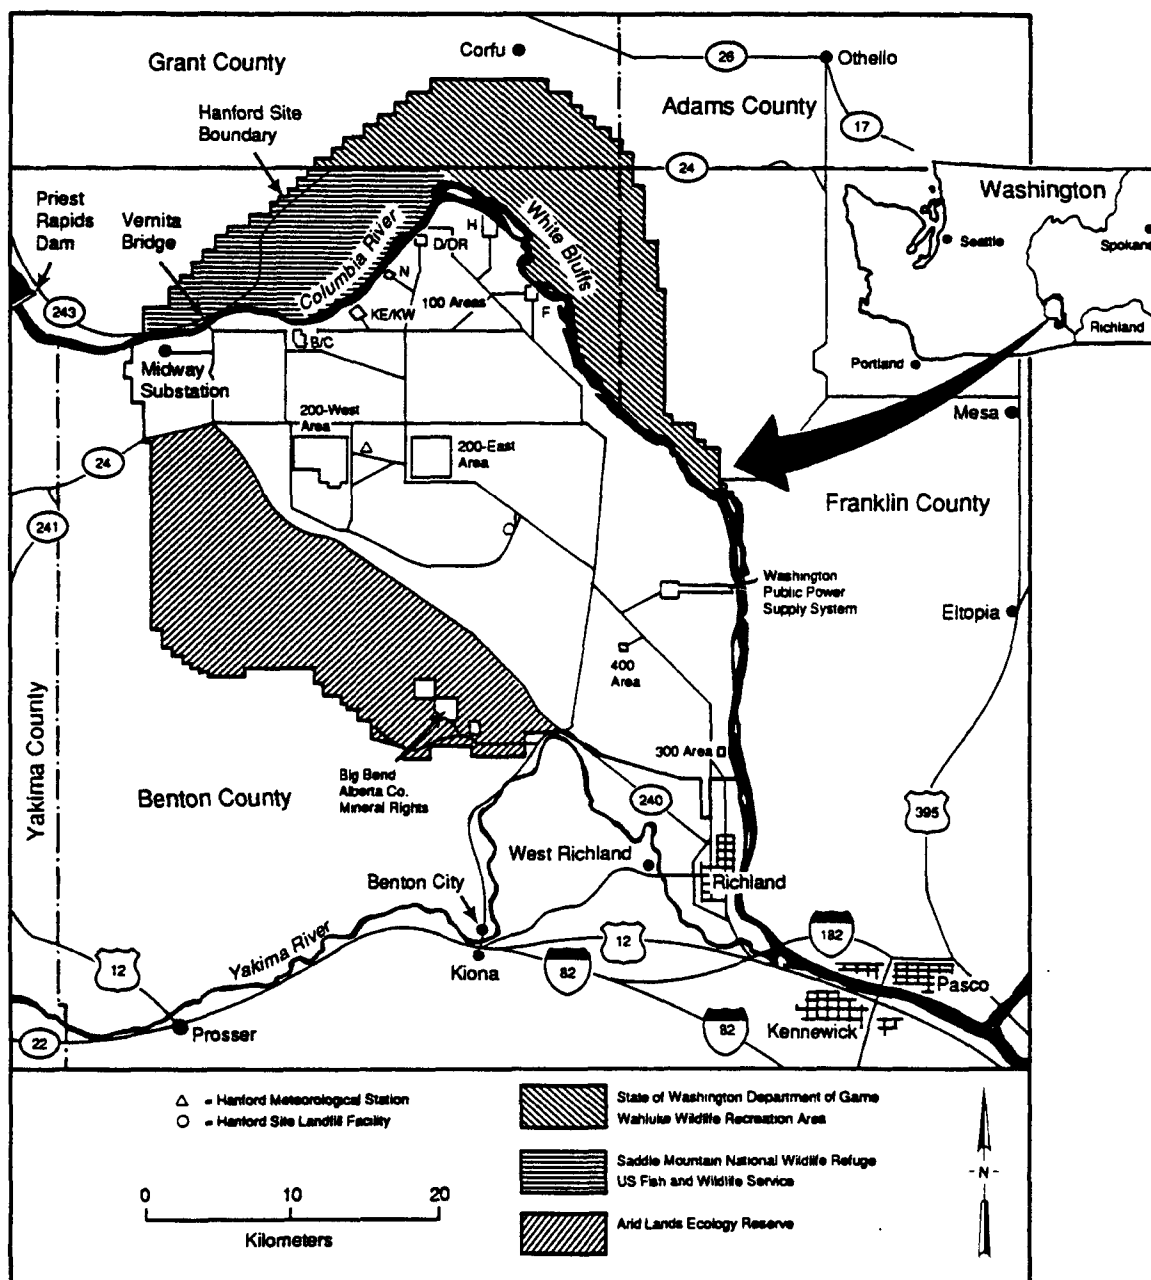 Corfu
26
Othello
Grant County
Adams County
Hanford Site
Boundary
17
24
Priest
Rapids
Dam
Vernita
Bridge
Washington
Seattle
Spokane
Richland
Portland
White Bluffs
Columbia River
H
D/DR
N
100 Areas
KE/KW
F
B/C
243
Midway
Substation
Mesa
200-West
Area
200-East
Area
24
241
Franklin County
Washington
Public Power
Supply System
Eltopia
400
Area
Yakima County
300 Area
Big Bend
Alberta Co.
Mineral Rights
Benton County
240
395
West Richland
Richland
Benton City
182
12
Yakima River
12
Kiona
82
Pasco
82
Kennewick
Prosser
22
= Hanford Meteorological Station
= Hanford Site Landfill Facility
State of Washington Department of Game
Wahluke Wildlife Recreation Area
Saddle Mountain National Wildlife Refuge
US Fish and Wildlife Service
Arid Lands Ecology Reserve
0 10 20
Kilometers
-N-